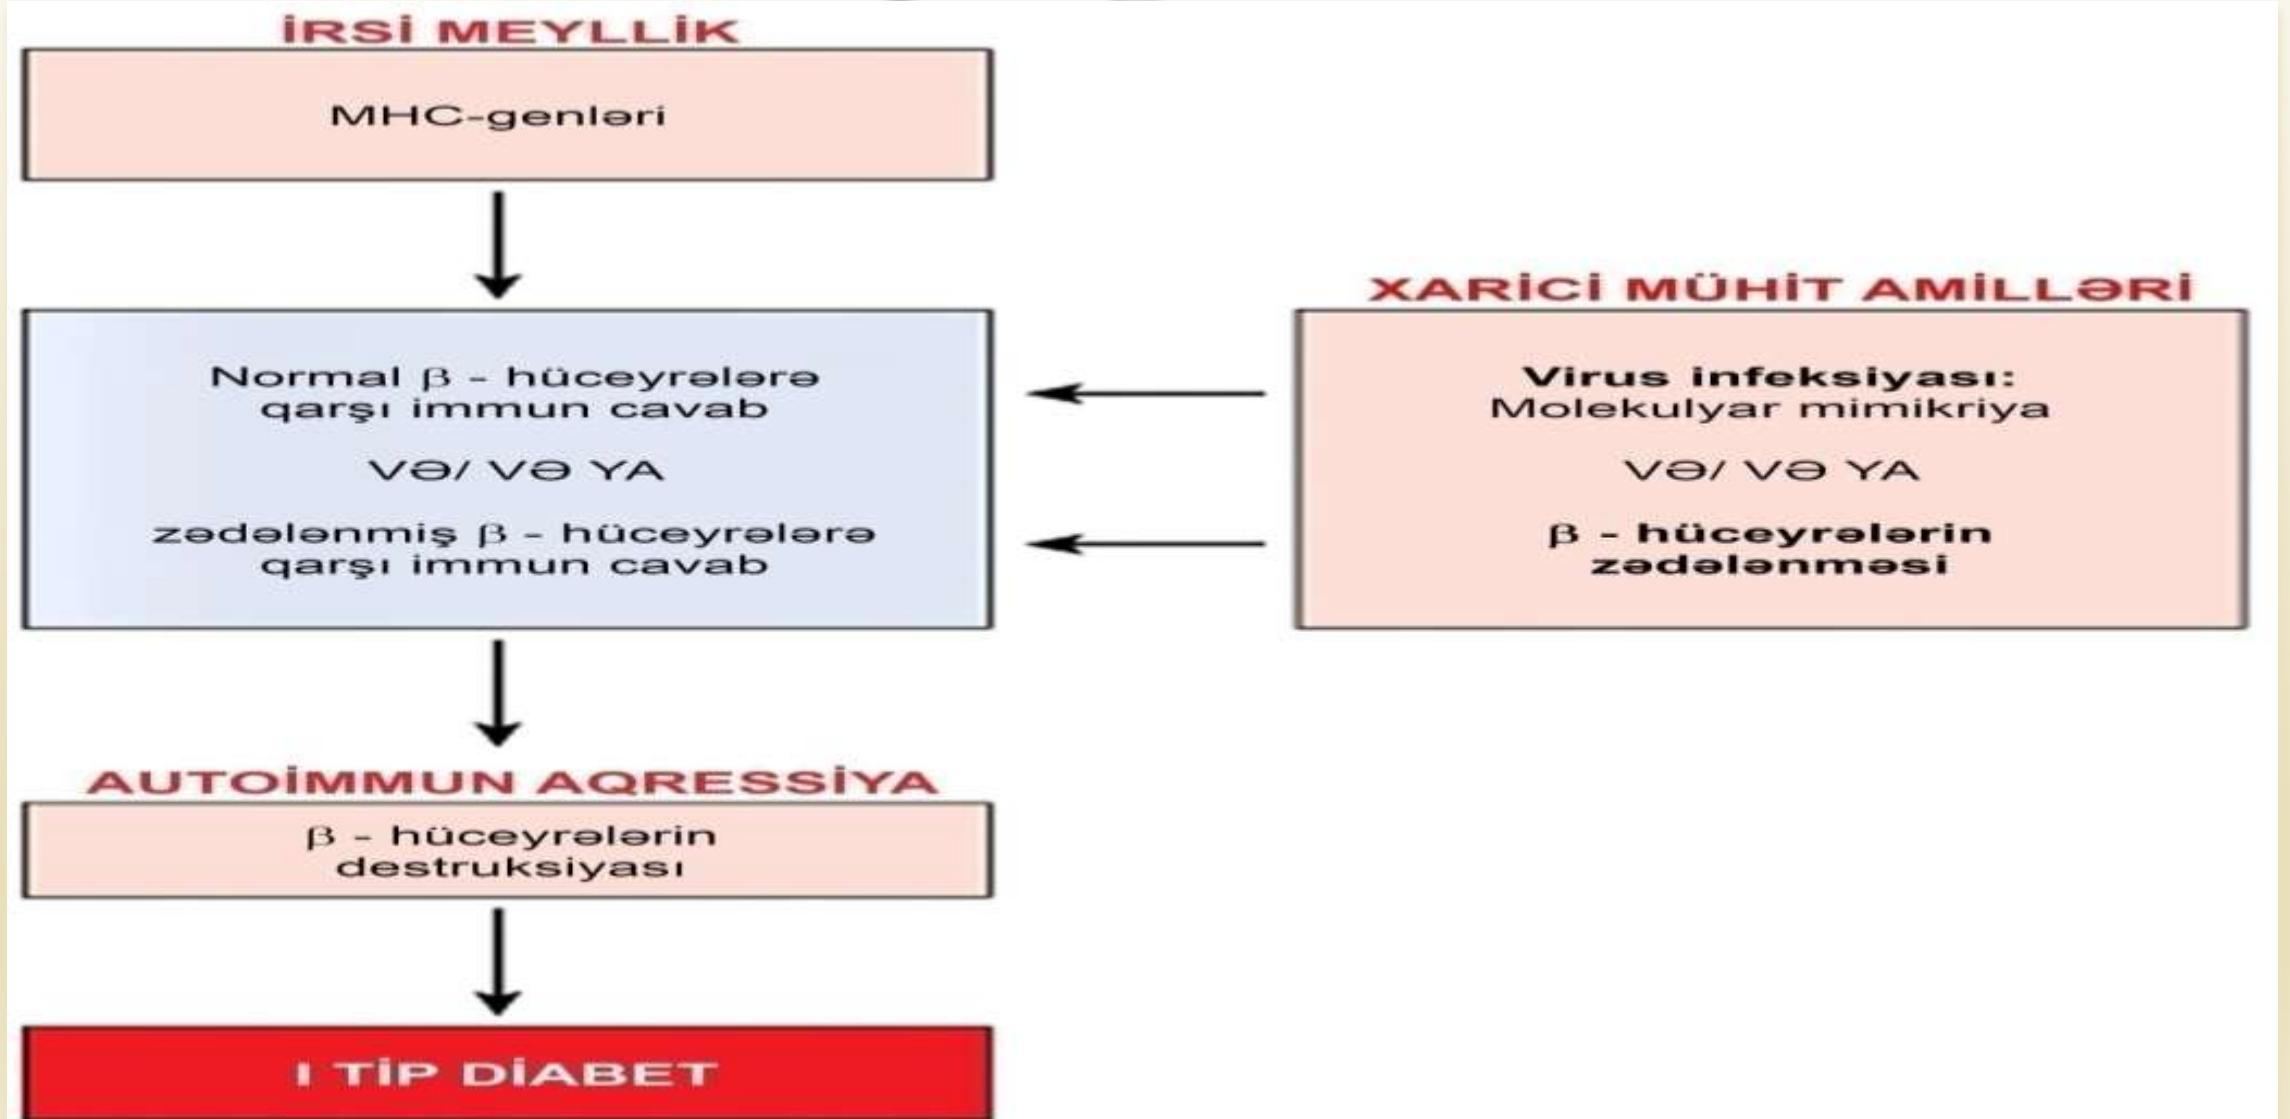 İRSİ MEYLLİK
MHC-genləri
Normal β - hüceyrələrə
qarşı immun cavab
VƏ/ VƏ YA
zədələnmiş β - hüceyrələrə
qarşı immun cavab
XARİCİ MÜHİT AMİLLƏRİ
Virus infeksiyası:
Molekulyar mimikriya
VƏ/ VƏ YA
β - hüceyrələrin
zədələnməsi
AUTOİMMUN AQRESSİYA
β - hüceyrələrin
destruksiyası
I TİP DİABET